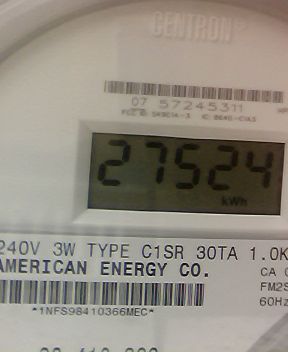 CENTRON®
07 57245311
27524
kWh
240V 3W TYPE C1SR 30TA 1.0K
AMERICAN ENERGY CO.
CA
FM2S
60Hz
*1NFS98410366MEC*